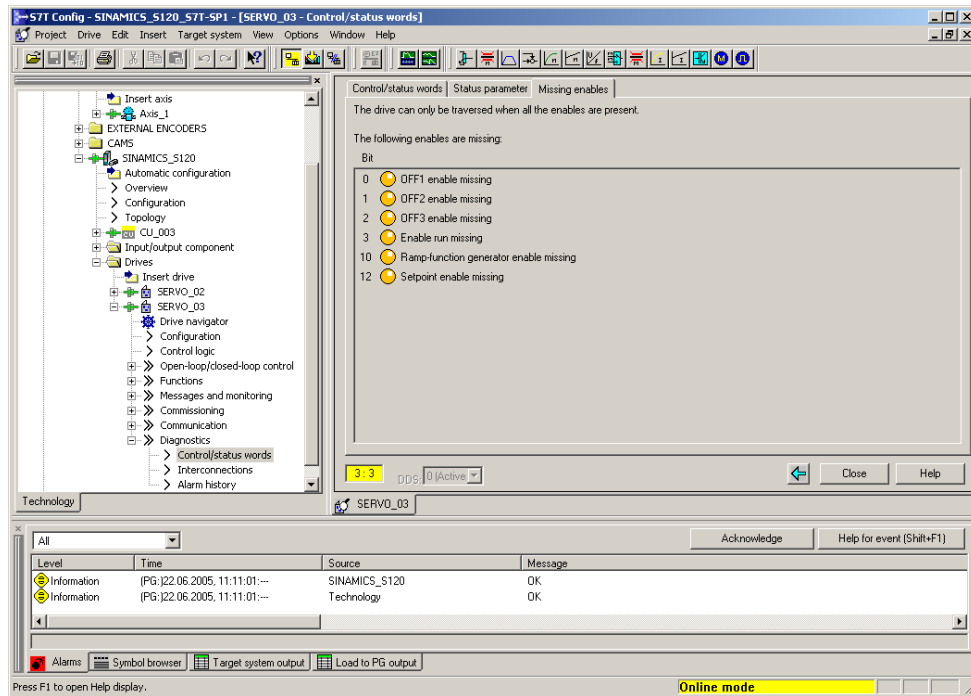 S7T Config - SINAMICS_S120_S7T-SP1 - [SERVO_03 - Control/status words]
Project Drive Edit Insert Target system View Options Window Help
Insert axis
Axis_1
EXTERNAL ENCODERS
CAMS
SINAMICS_S120
Automatic configuration
Overview
Configuration
Topology
CU_003
Input/output component
Drives
Insert drive
SERVO_02
SERVO_03
Drive navigator
Configuration
Control logic
Open-loop/closed-loop control
Functions
Messages and monitoring
Commissioning
Communication
Diagnostics
Control/status words
Interconnections
Alarm history
Technology
Control/status words Status parameter Missing enables
The drive can only be traversed when all the enables are present.
The following enables are missing:
Bit
0 OFF1 enable missing
1 OFF2 enable missing
2 OFF3 enable missing
3 Enable run missing
10 Ramp-function generator enable missing
12 Setpoint enable missing
3:3 DDS: 0 (Active Close Help
SERVO_03
All Acknowledge Help for event (Shift+F1)
Level Time Source Message
Information (PG:)22.06.2005, 11:11:01:--- SINAMICS_S120 OK
Information (PG:)22.06.2005, 11:11:01:--- Technology OK
Alarms Symbol browser Target system output Load to PG output
Press F1 to open Help display. Online mode